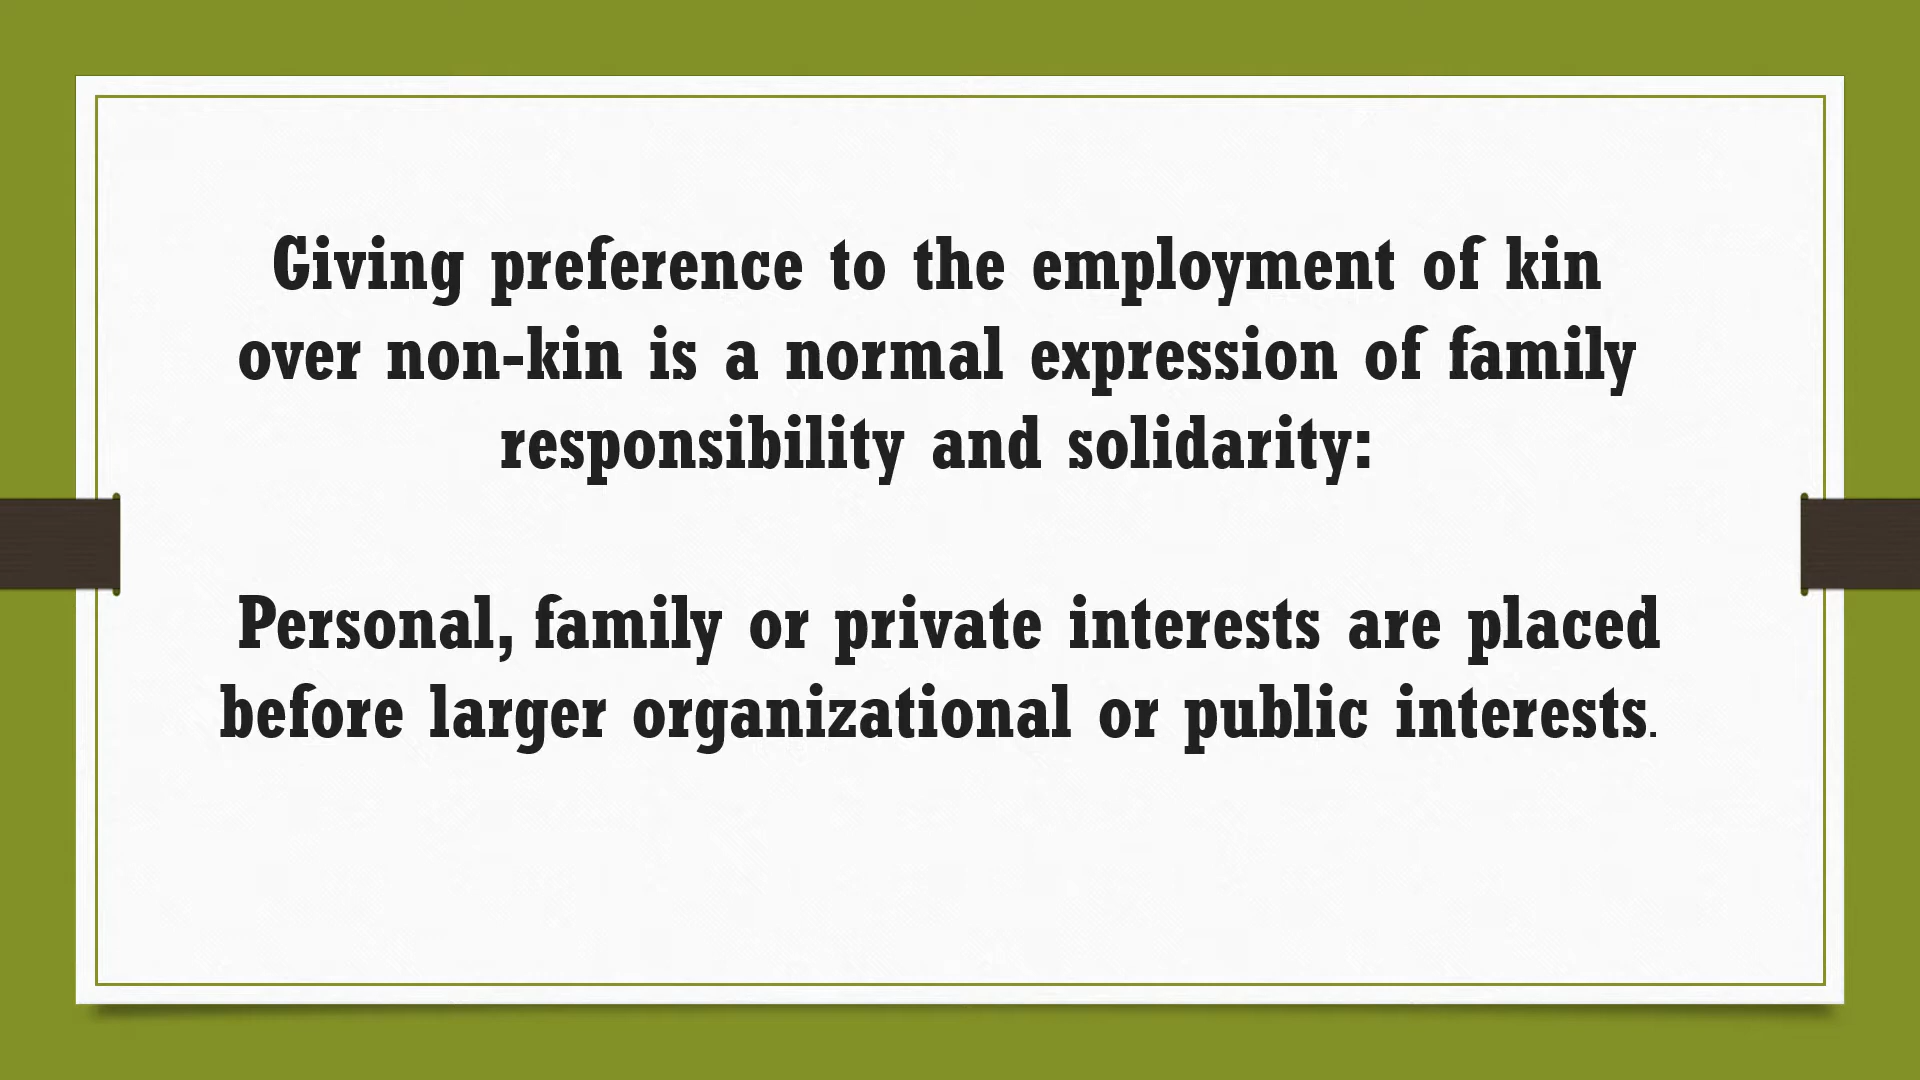 Giving preference to the employment of kin
over non-kin is a normal expression of family
responsibility and solidarity:
Personal, family or private interests are placed
before larger organizational or public interests.